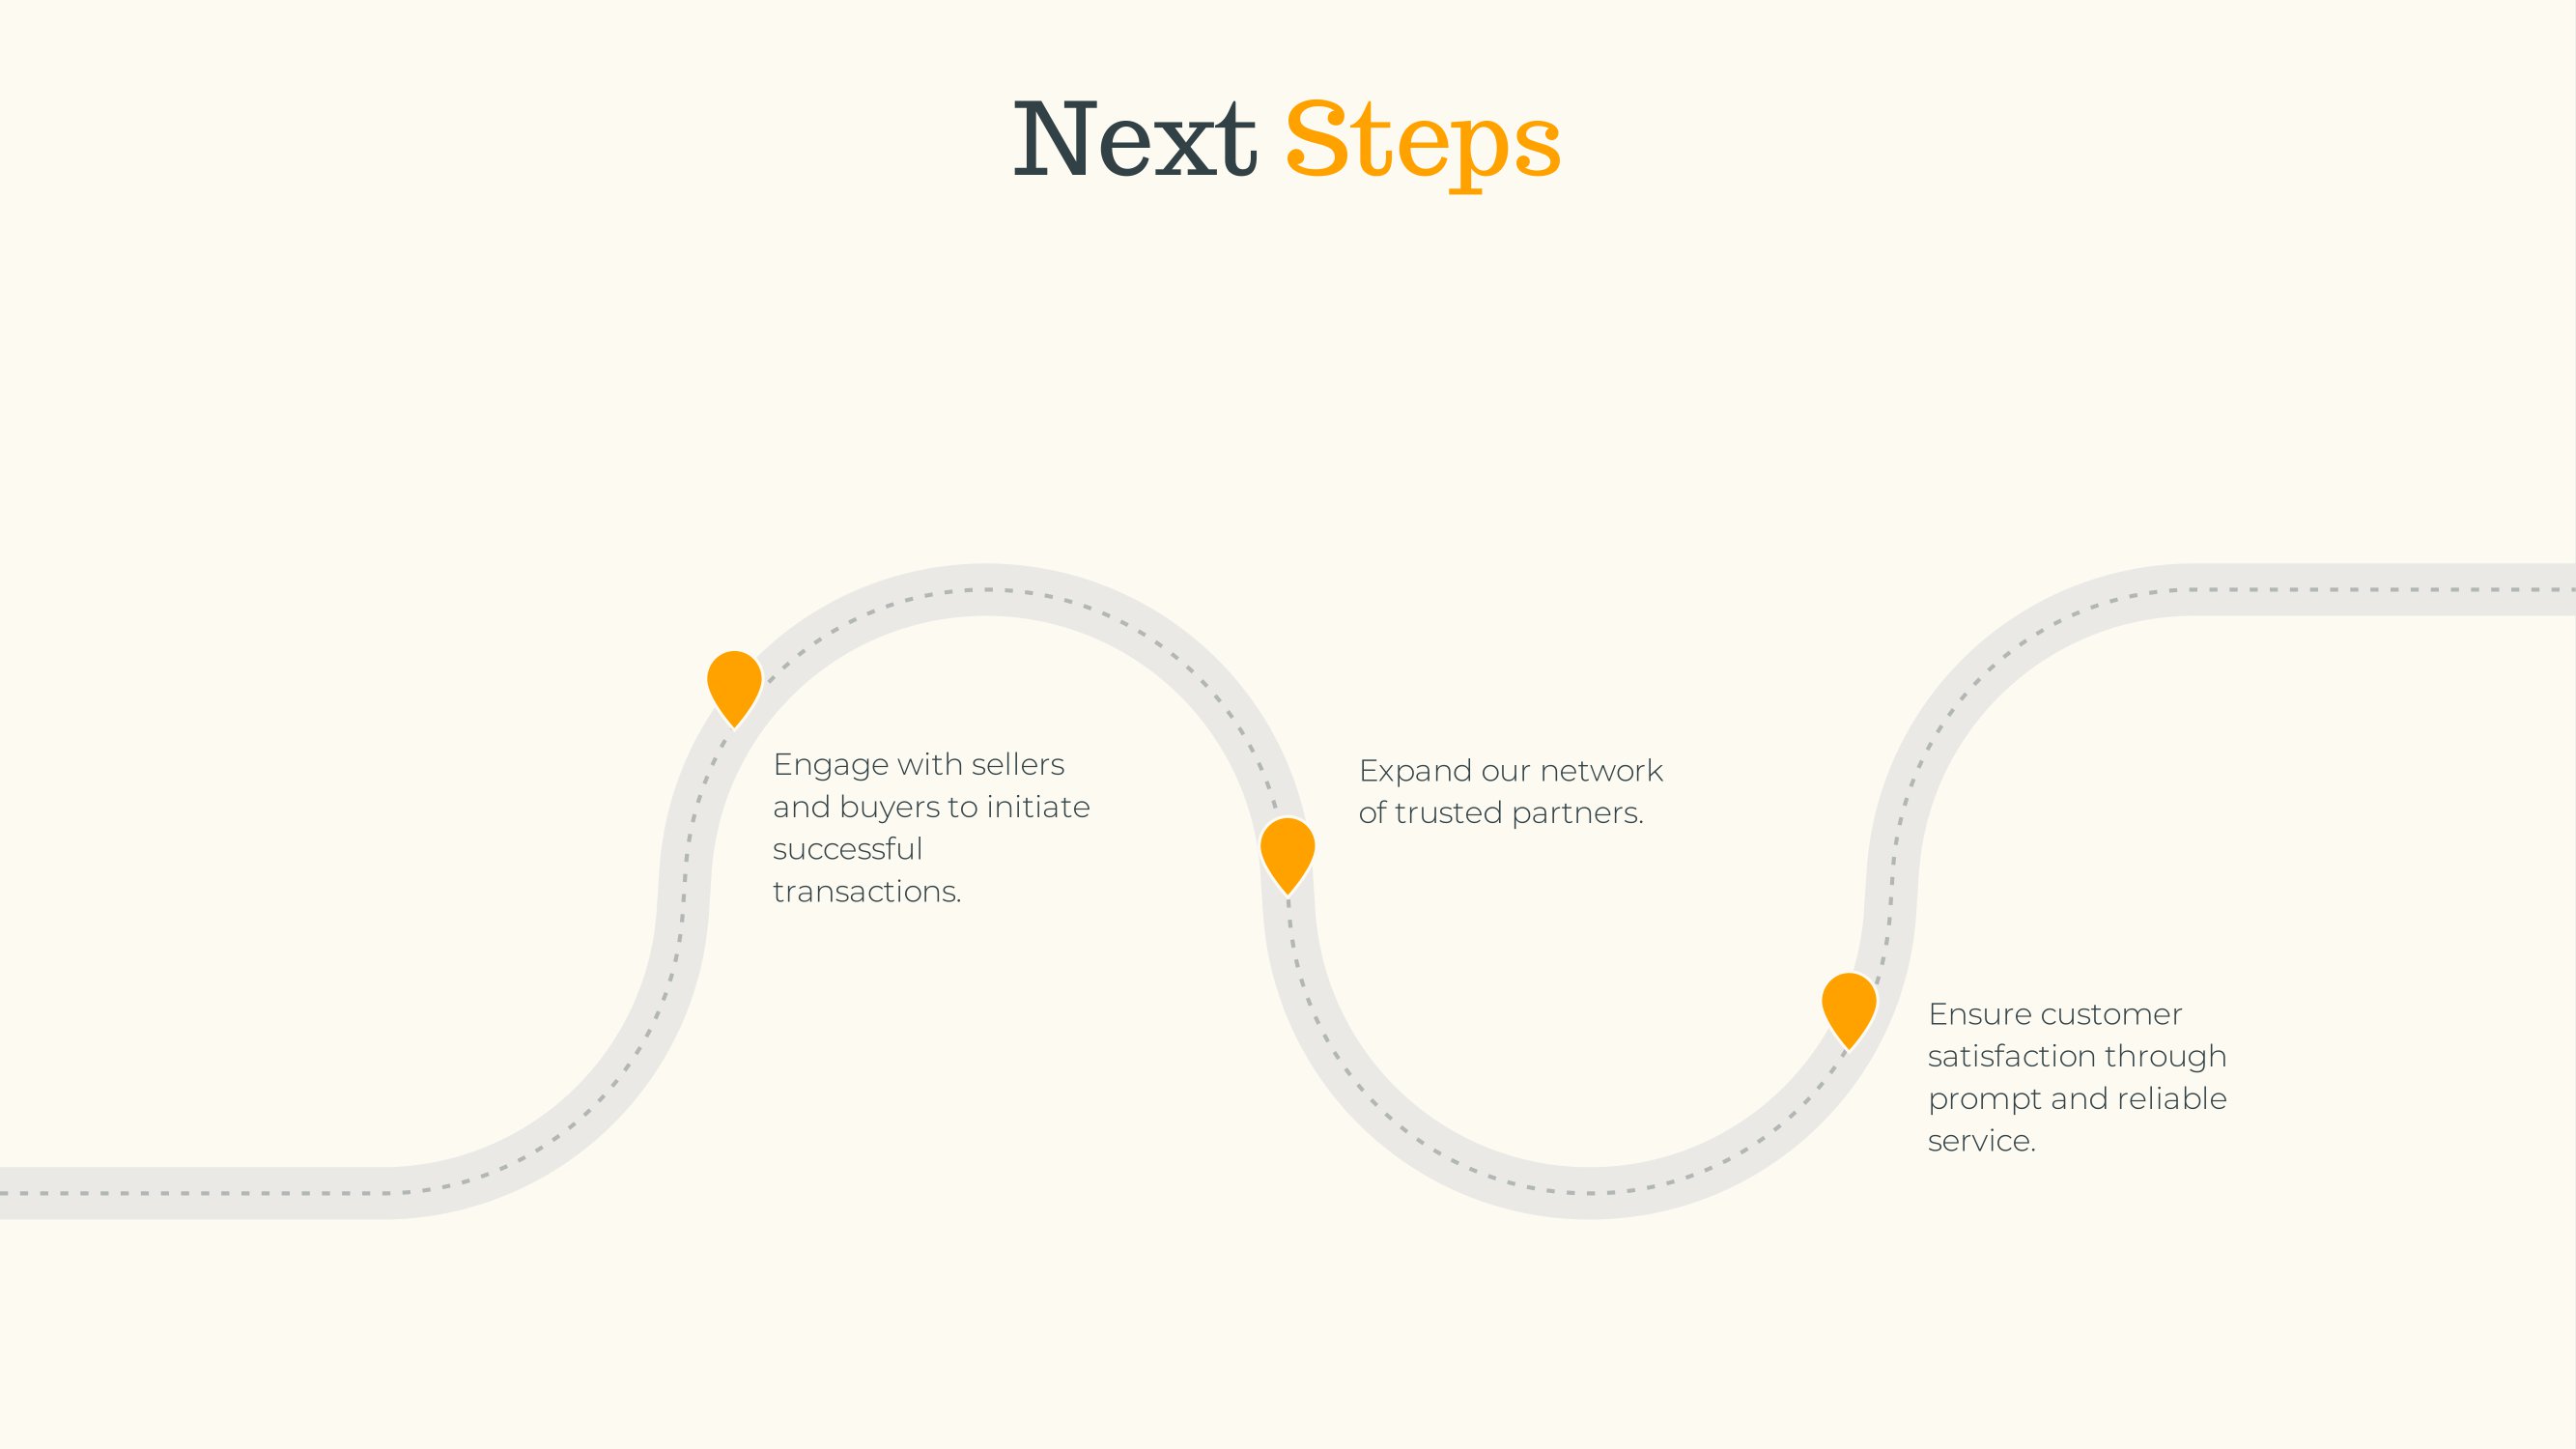 Next Steps
Engage with sellers
and buyers to initiate
successful
transactions.
Expand our network
of trusted partners.
Ensure customer
satisfaction through
prompt and reliable
service.